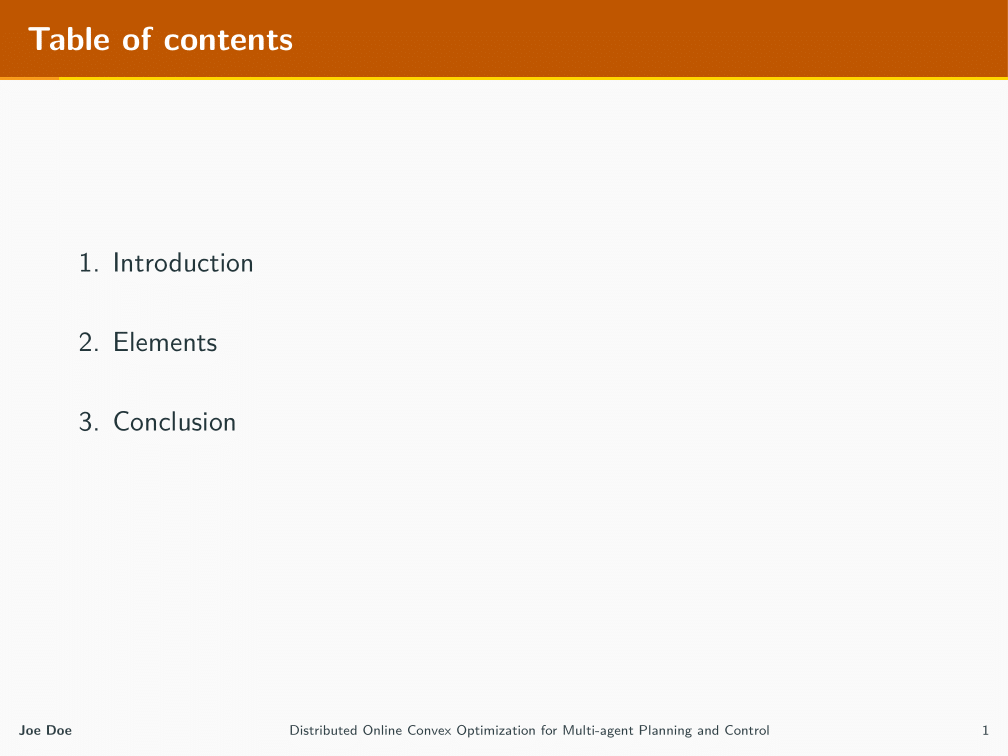 Table of contents
1. Introduction
2. Elements
3. Conclusion
Joe Doe Distributed Online Convex Optimization for Multi-agent Planning and Control 1